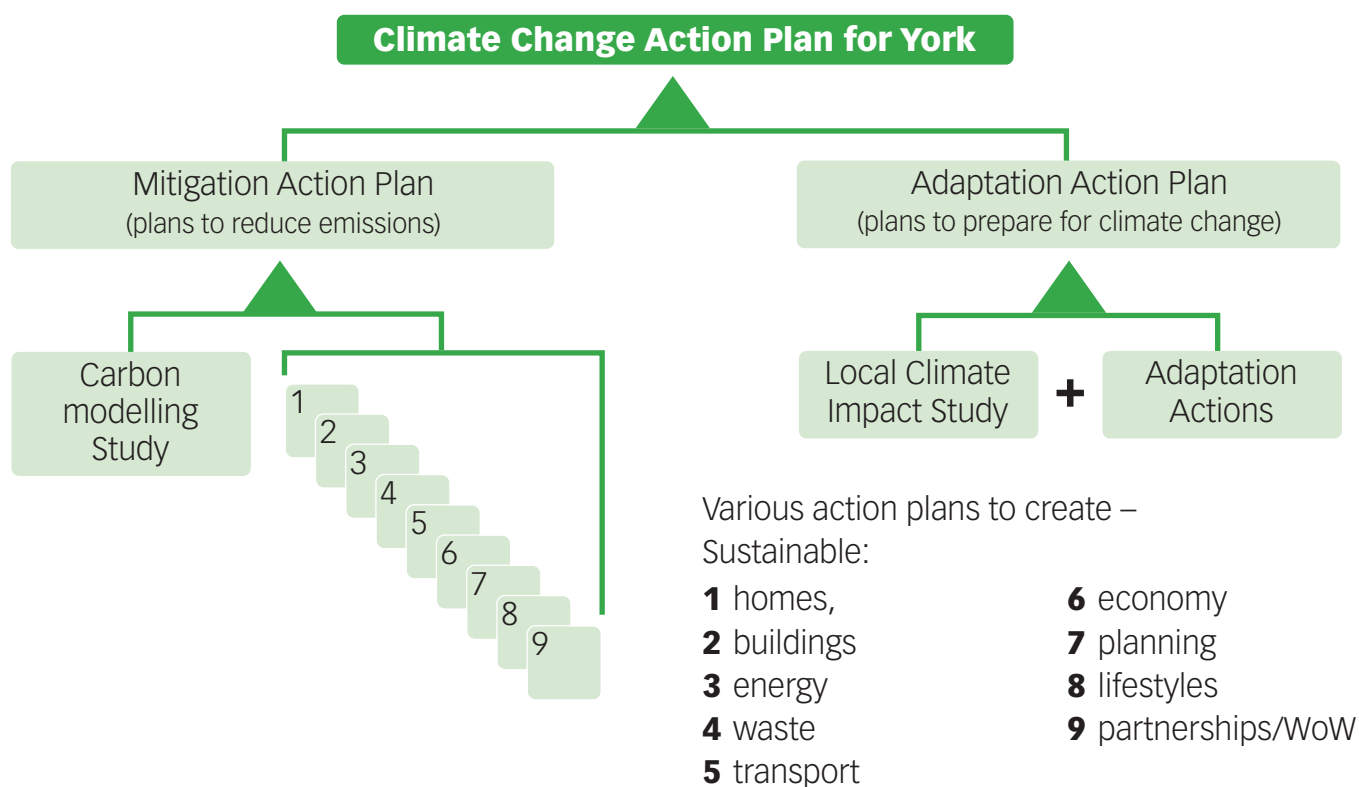 Climate Change Action Plan for York
Mitigation Action Plan
(plans to reduce emissions)
Adaptation Action Plan
(plans to prepare for climate change)
Carbon
modelling
Study
1
2
3
4
5
6
7
8
9
Local Climate
Impact Study
+
Adaptation
Actions
Various action plans to create –
Sustainable:
1 homes,
2 buildings
3 energy
4 waste
5 transport
6 economy
7 planning
8 lifestyles
9 partnerships/WoW